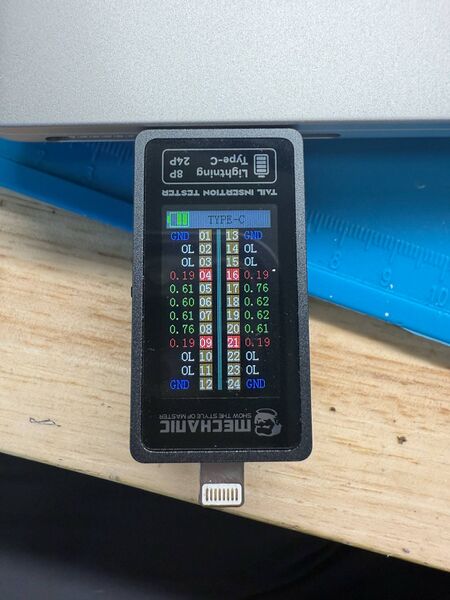 8P
24P
Lightning
Type-C
TAIL INSERTION TESTER
TYPE-C
GND 01 13 GND
OL 02 14 OL
OL 03 15 OL
0.19 04 16 0.19
0.61 05 17 0.76
0.60 06 18 0.62
0.61 07 19 0.62
0.76 08 20 0.61
0.19 09 21 0.19
OL 10 22 OL
OL 11 23 OL
GND 12 24 GND
MECHANIC
SHOW THE STYLE OF MASTER